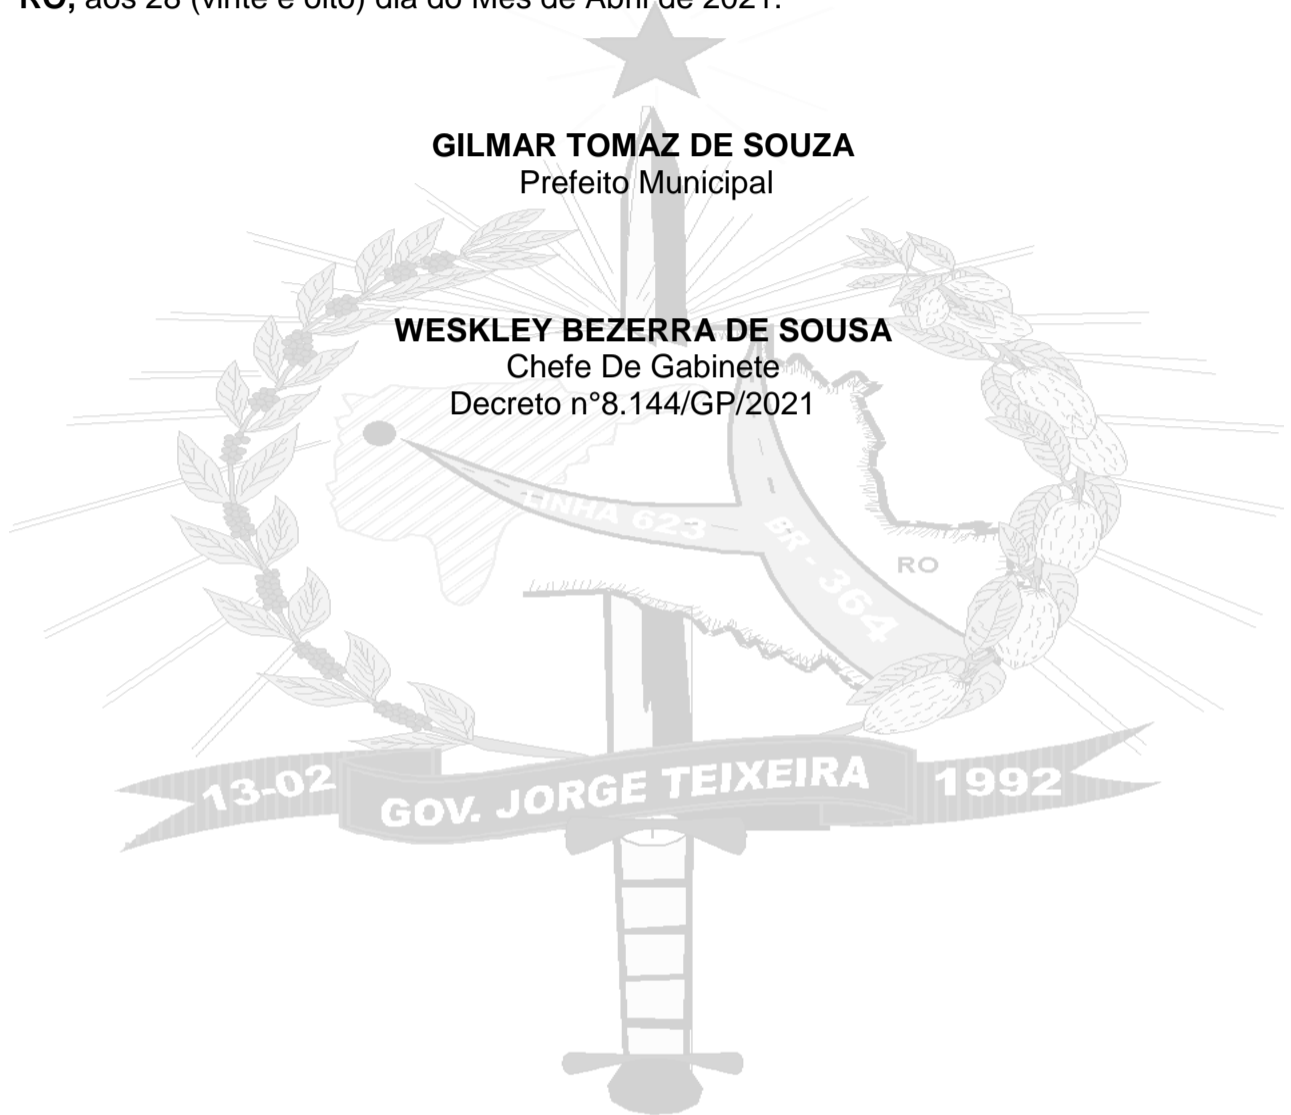 RO, aos 28 (vinte e oito) dia do Mês de Abril de 2021.
GILMAR TOMAZ DE SOUZA
Prefeito Municipal
WESKLEY BEZERRA DE SOUSA
Chefe De Gabinete
Decreto n°8.144/GP/2021
LINHA 623
BR - 364
RO
13-02
GOV. JORGE TEIXEIRA
1992